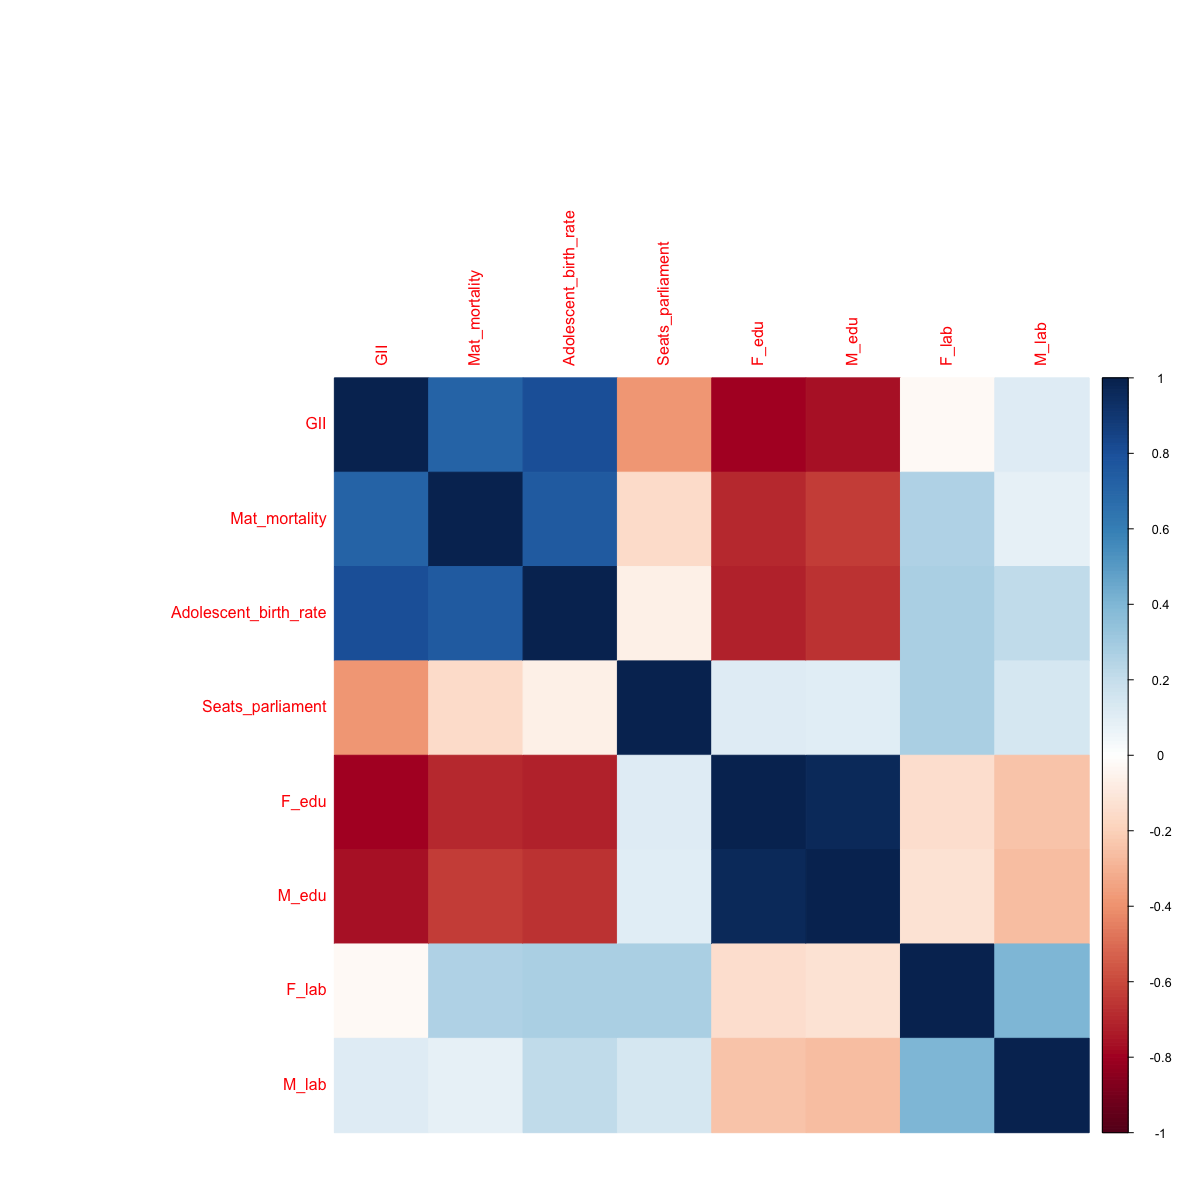 GII
Mat_mortality
Adolescent_birth_rate
Seats_parliament
F_edu
M_edu
F_lab
M_lab
GII
Mat_mortality
Adolescent_birth_rate
Seats_parliament
F_edu
M_edu
F_lab
M_lab
1
0.8
0.6
0.4
0.2
0
-0.2
-0.4
-0.6
-0.8
-1